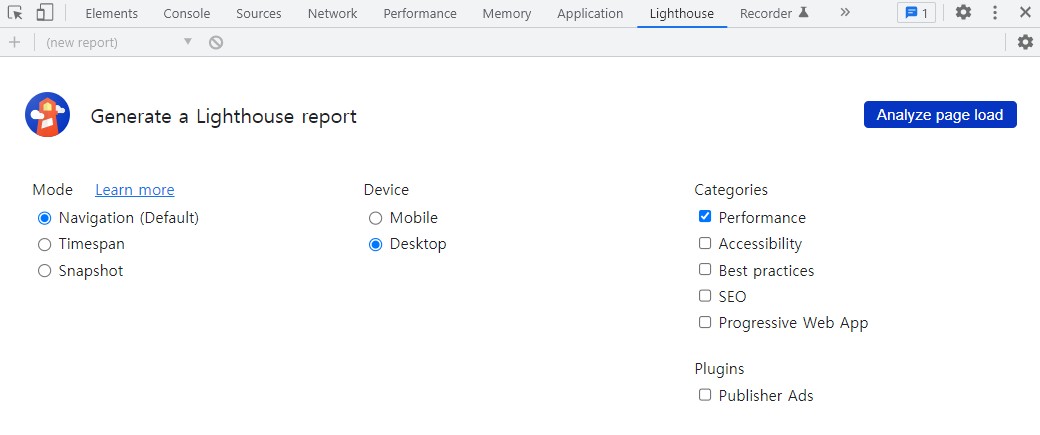 Elements Console Sources Network Performance Memory Application Lighthouse Recorder 1
(new report)
Generate a Lighthouse report
Analyze page load
Mode Learn more
Navigation (Default)
Timespan
Snapshot
Device
Mobile
Desktop
Categories
Performance
Accessibility
Best practices
SEO
Progressive Web App
Plugins
Publisher Ads